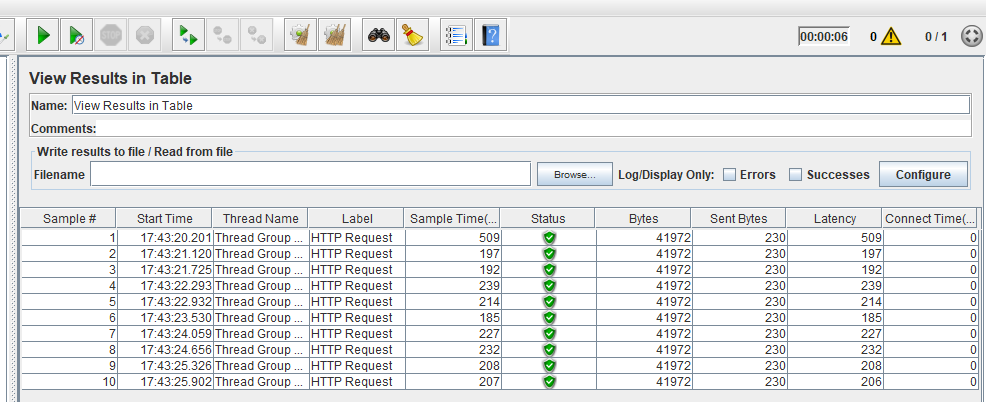 STOP
00:00:06 0 0 / 1
View Results in Table
Name: View Results in Table
Comments:
Write results to file / Read from file
Filename Browse... Log/Display Only: Errors Successes Configure
Sample # Start Time Thread Name Label Sample Time(... Status Bytes Sent Bytes Latency Connect Time(...
1 17:43:20.201 Thread Group ... HTTP Request 509 41972 230 509 0
2 17:43:21.120 Thread Group ... HTTP Request 197 41972 230 197 0
3 17:43:21.725 Thread Group ... HTTP Request 192 41972 230 192 0
4 17:43:22.293 Thread Group ... HTTP Request 239 41972 230 239 0
5 17:43:22.932 Thread Group ... HTTP Request 214 41972 230 214 0
6 17:43:23.530 Thread Group ... HTTP Request 185 41972 230 185 0
7 17:43:24.059 Thread Group ... HTTP Request 227 41972 230 227 0
8 17:43:24.656 Thread Group ... HTTP Request 232 41972 230 232 0
9 17:43:25.326 Thread Group ... HTTP Request 208 41972 230 208 0
10 17:43:25.902 Thread Group ... HTTP Request 207 41972 230 206 0